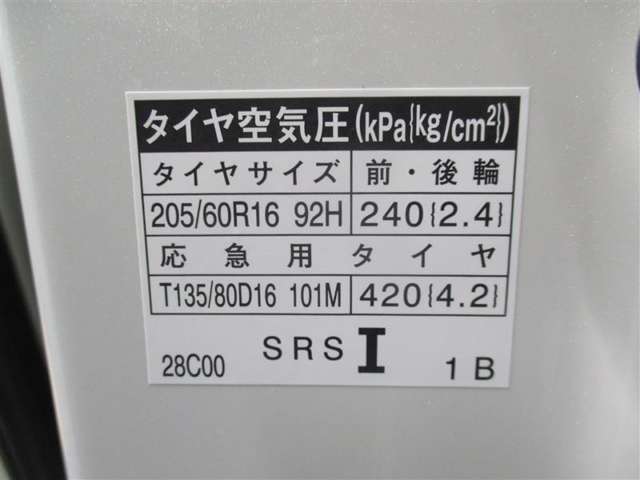 タイヤ空気圧(kPa{kg/cm²})
タイヤサイズ 前・後輪
205/60R16 92H 240{2.4}
応急用タイヤ
T135/80D16 101M 420{4.2}
28C00 SRS I 1B